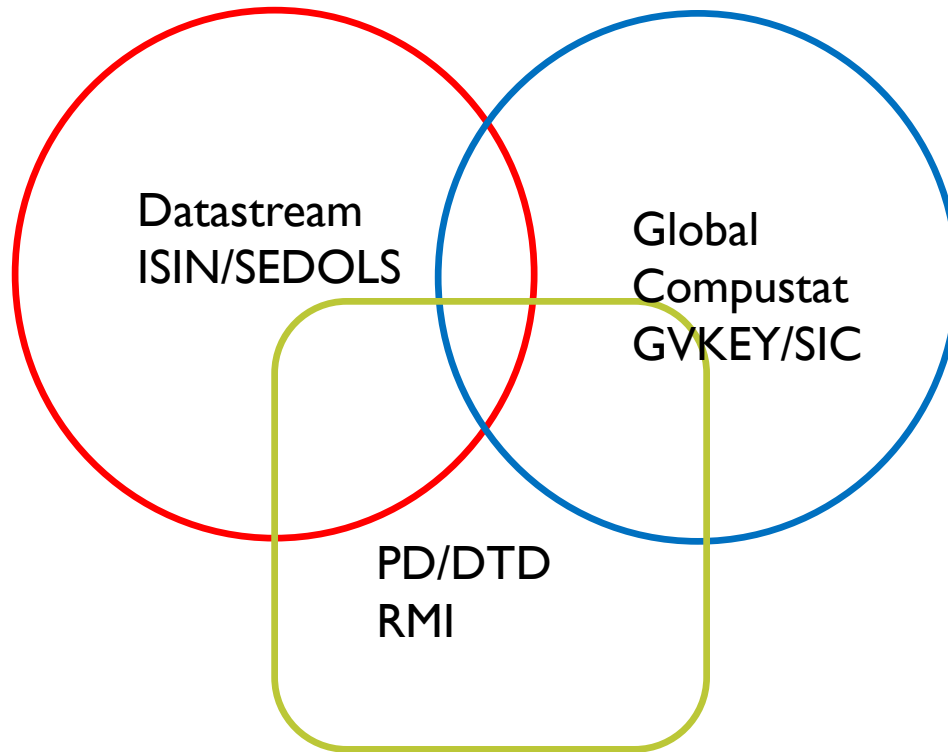 Datastream
ISIN/SEDOLS
Global
Compustat
GVKEY/SIC
PD/DTD
RMI